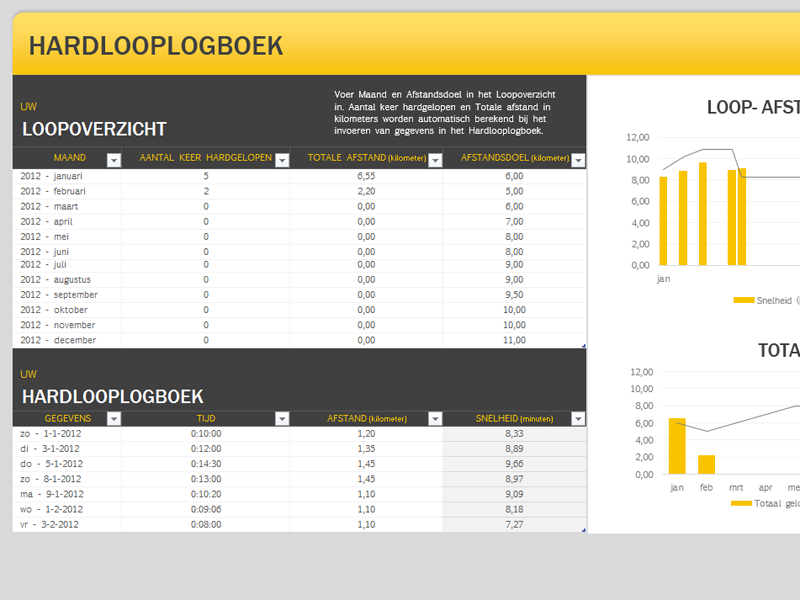 HARDLOOPLOGBOEK
UW
LOOPOVERZICHT
Voer Maand en Afstandsdoel in het Loopoverzicht
in. Aantal keer hardgelopen en Totale afstand in
kilometers worden automatisch berekend bij het
invoeren van gegevens in het Hardlooplogboek.
MAAND AANTAL KEER HARDGELOPEN TOTALE AFSTAND (kilometer) AFSTANDSDOEL (kilometer)
2012 - januari 5 6,55 6,00
2012 - februari 2 2,20 5,00
2012 - maart 0 0,00 6,00
2012 - april 0 0,00 7,00
2012 - mei 0 0,00 8,00
2012 - juni 0 0,00 8,00
2012 - juli 0 0,00 9,00
2012 - augustus 0 0,00 9,00
2012 - september 0 0,00 9,50
2012 - oktober 0 0,00 10,00
2012 - november 0 0,00 10,00
2012 - december 0 0,00 11,00
UW
HARDLOOPLOGBOEK
GEGEVENS TIJD AFSTAND (kilometer) SNELHEID (minuten)
zo - 1-1-2012 0:10:00 1,20 8,33
di - 3-1-2012 0:12:00 1,35 8,89
do - 5-1-2012 0:14:30 1,45 9,66
zo - 8-1-2012 0:13:00 1,45 8,97
ma - 9-1-2012 0:10:20 1,10 9,09
wo - 1-2-2012 0:09:06 1,10 8,18
vr - 3-2-2012 0:08:00 1,10 7,27
LOOP- AFST
12,00
10,00
8,00
6,00
4,00
2,00
0,00
jan
Snelheid
TOTA
12,00
10,00
8,00
6,00
4,00
2,00
0,00
jan feb mrt apr me
Totaal gelo